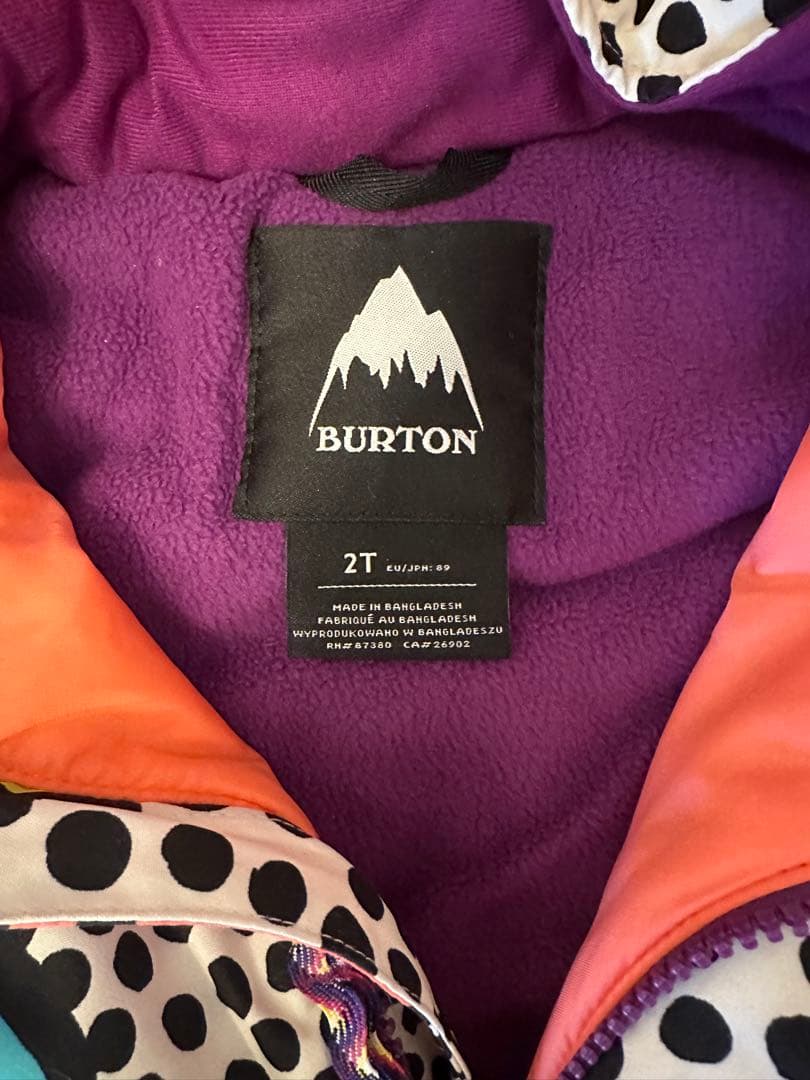 BURTON
2T EU/JPN: 89
MADE IN BANGLADESH
FABRIQUÉ AU BANGLADESH
WYPRODUKOWANO W BANGLADESZU
RN# 87380 CA# 26902